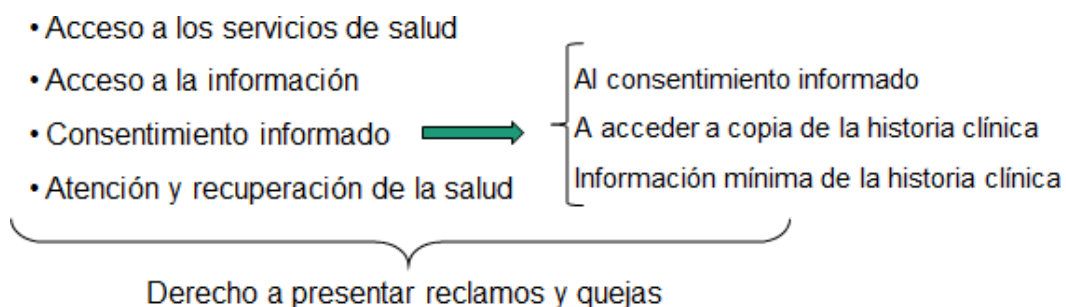 • Acceso a los servicios de salud
• Acceso a la información
• Consentimiento informado
• Atención y recuperación de la salud
Al consentimiento informado
A acceder a copia de la historia clínica
Información mínima de la historia clínica
Derecho a presentar reclamos y quejas